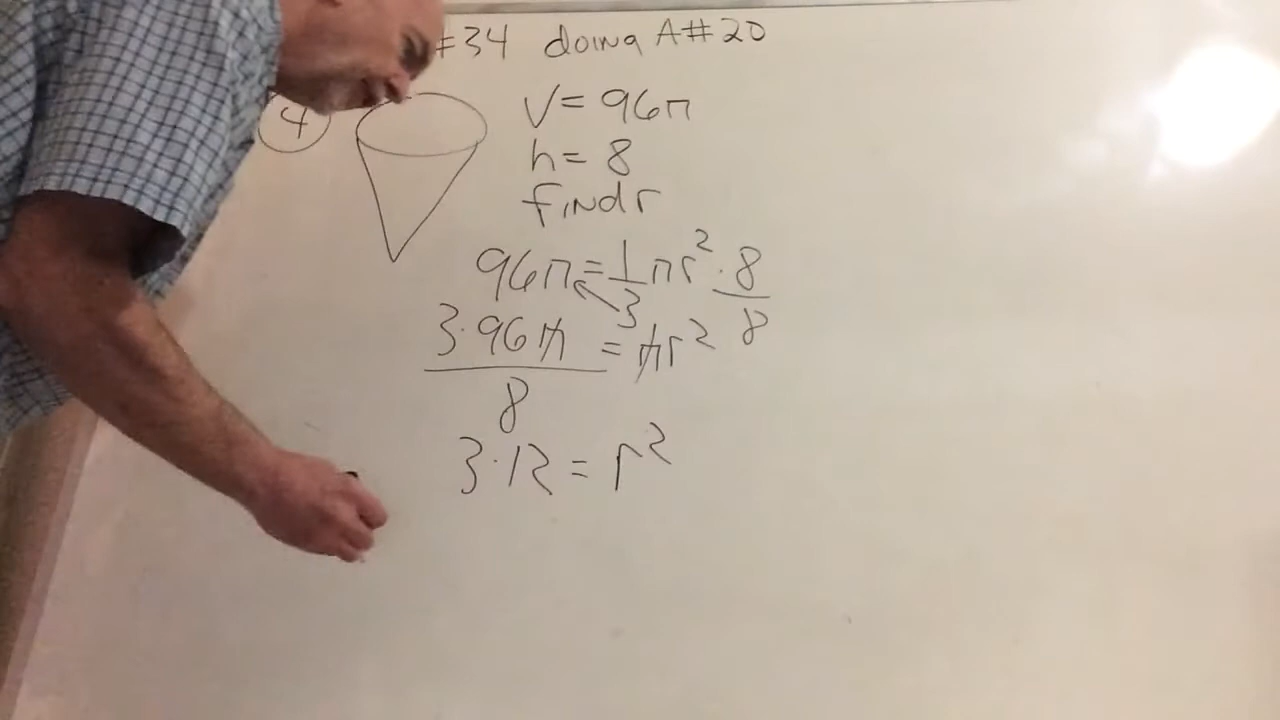 #34 doing A#20
4
V = 96π
h = 8
find r
96π = 1/3 πr² · 8/8
3·96π/8 = πr²
3·12 = r²